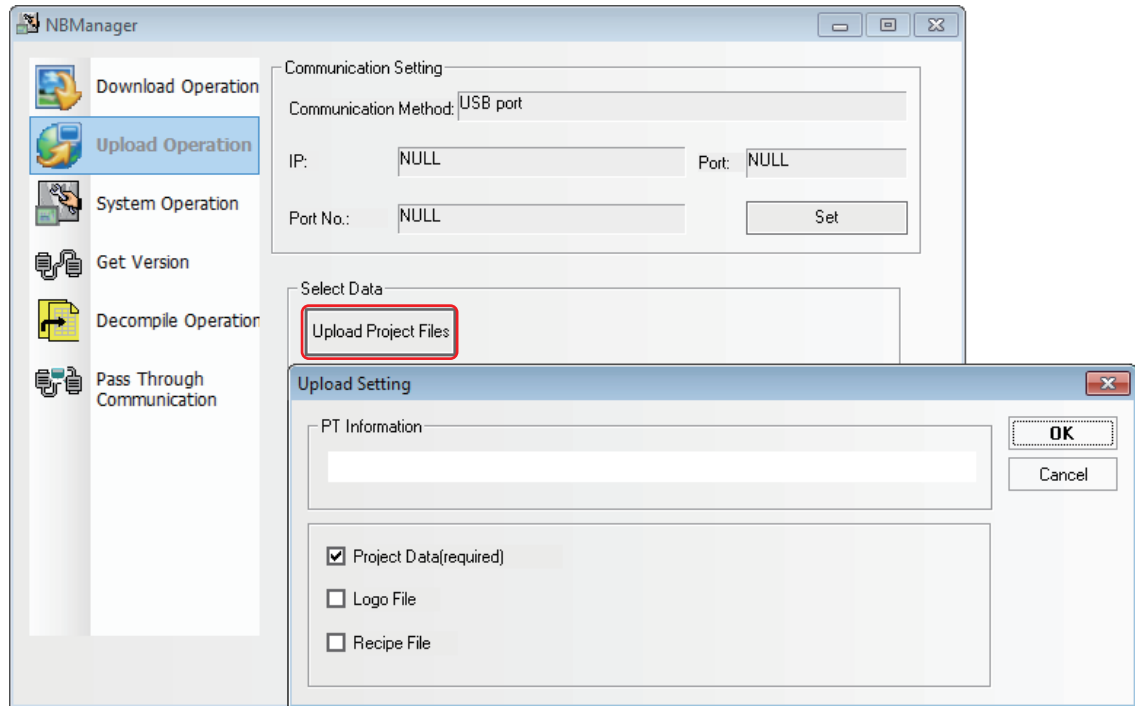 NBManager
Download Operation
Upload Operation
System Operation
Get Version
Decompile Operation
Pass Through
Communication
Communication Setting
Communication Method: USB port
IP: NULL Port: NULL
Port No.: NULL Set
Select Data
Upload Project Files
Upload Setting
PT Information
OK
Cancel
Project Data(required)
Logo File
Recipe File